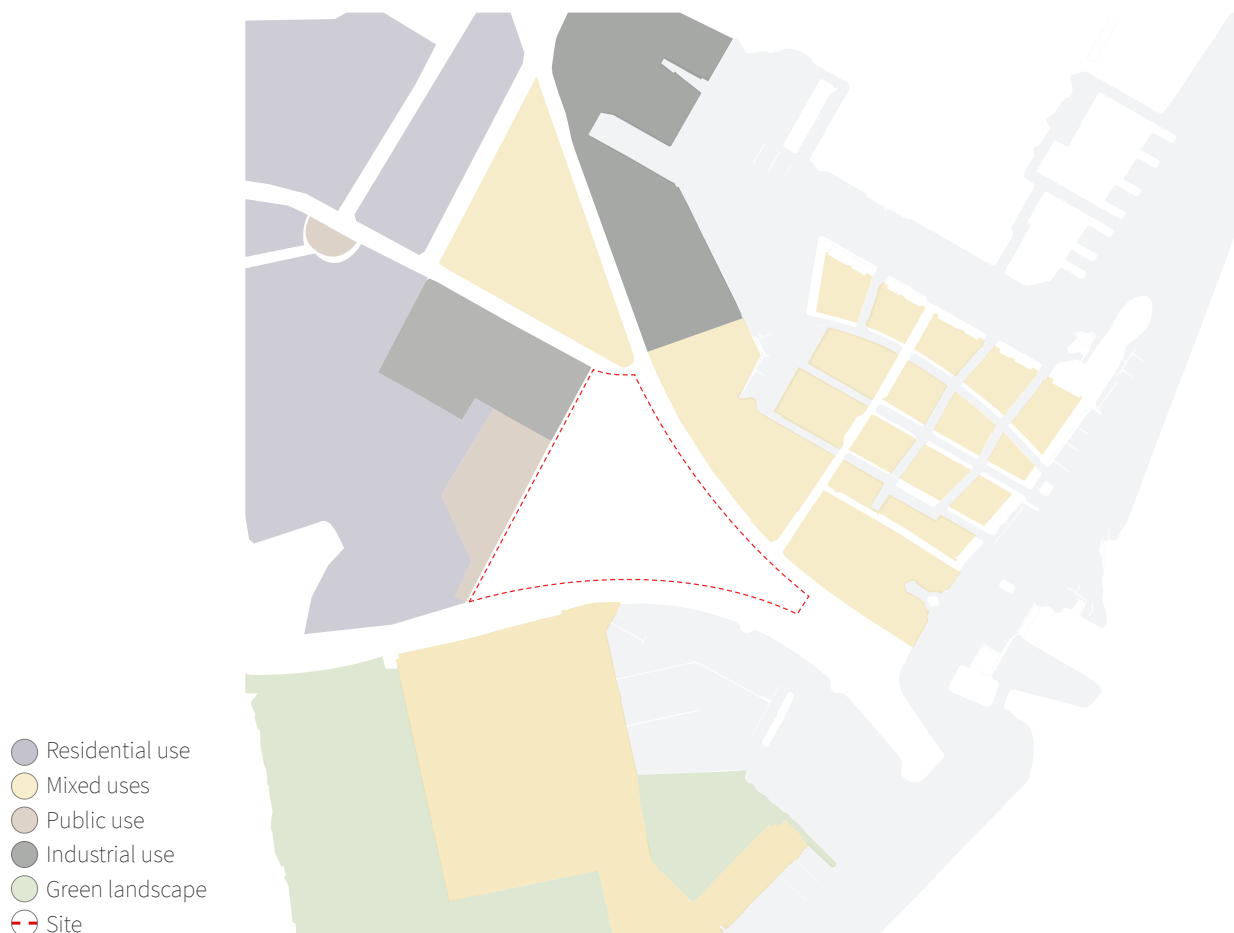 Residential use
Mixed uses
Public use
Industrial use
Green landscape
Site